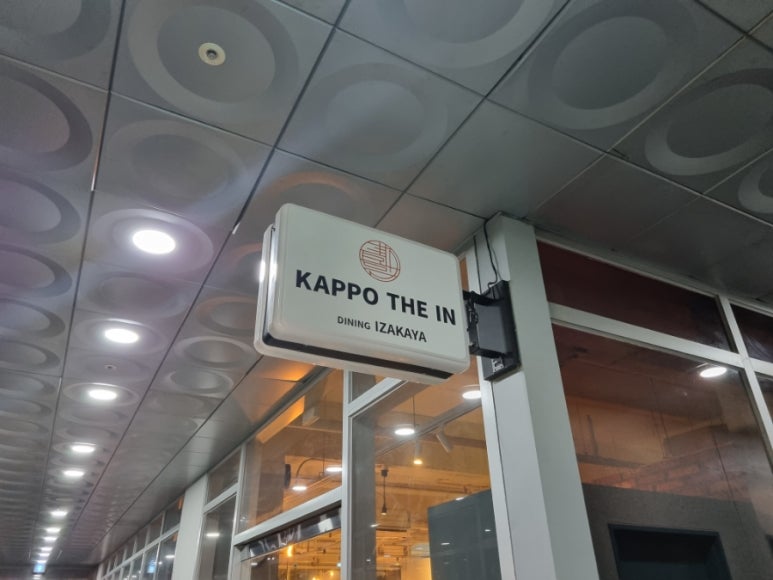 KAPPO THE IN
DINING IZAKAYA